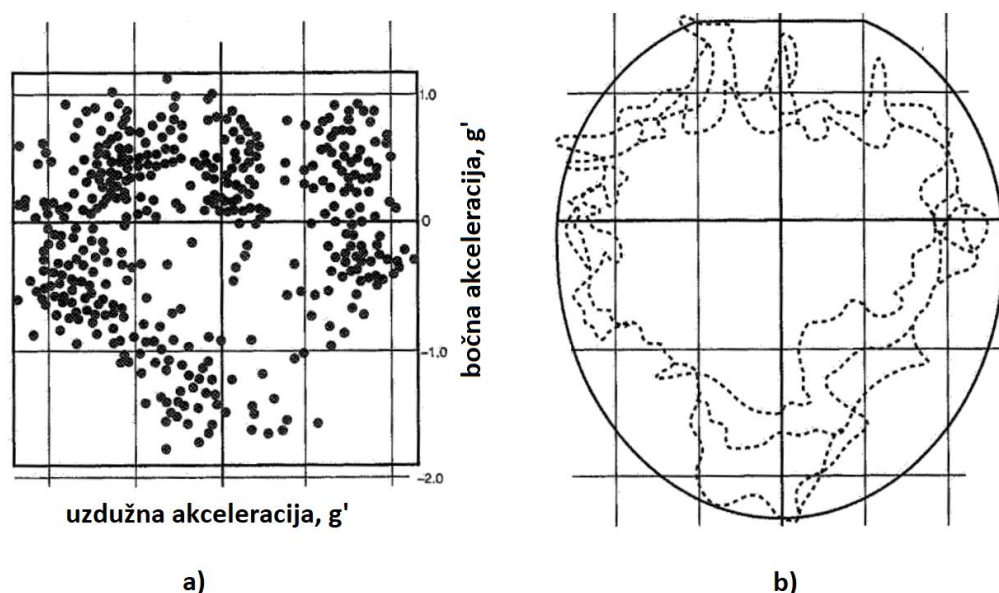 1.0
0
-1.0
-2.0
bočna akceleracija, g'
uzdužna akceleracija, g'
a)
b)